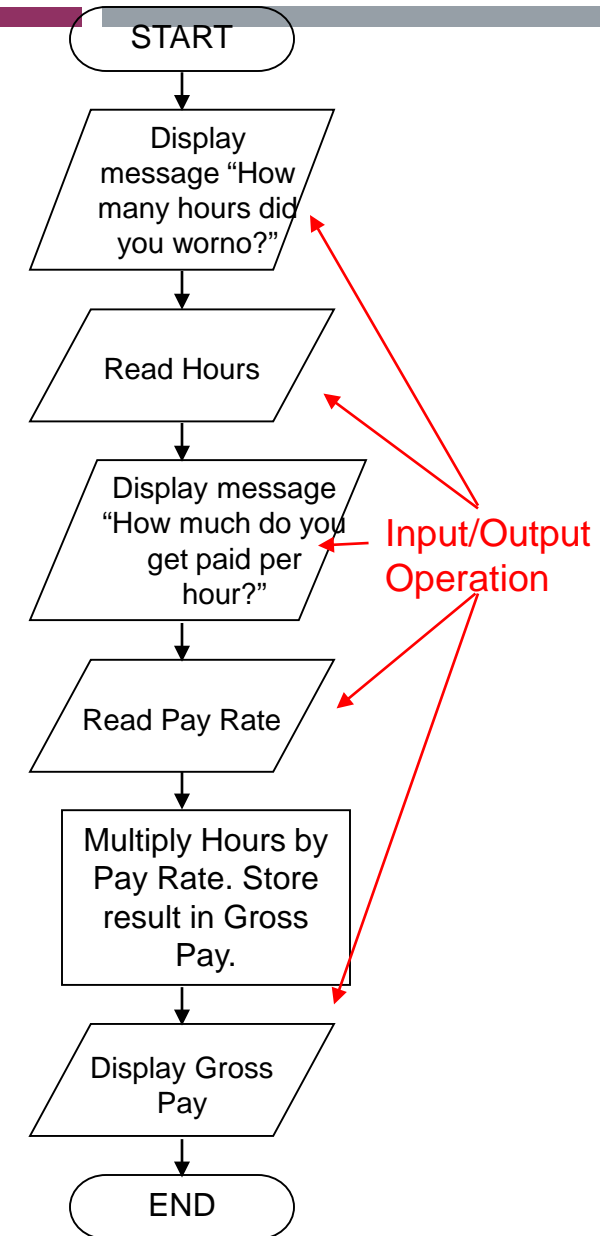 START
Display
message “How
many hours did
you worno?”
Read Hours
Display message
“How much do you
get paid per
hour?”
Input/Output
Operation
Read Pay Rate
Multiply Hours by
Pay Rate. Store
result in Gross
Pay.
Display Gross
Pay
END